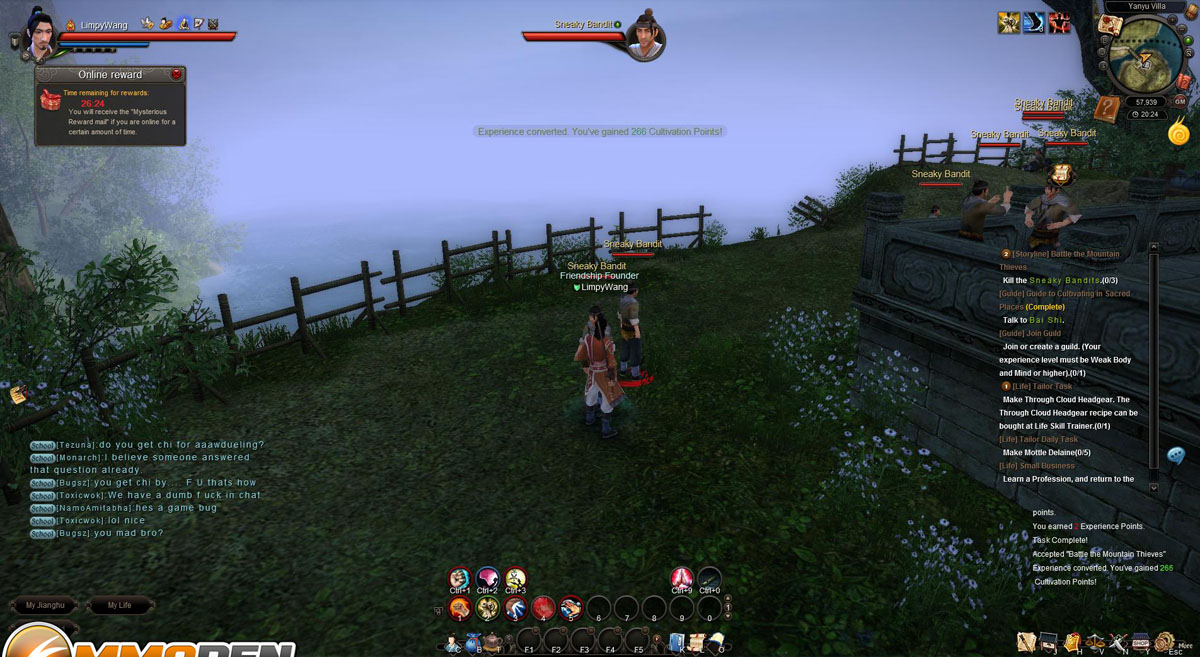 LimpyWang
Sneaky Bandit
Yanyu Villa
Online reward
Time remaining for rewards:
26:24
You will receive the "Mysterious
Reward mail" if you are online for a
certain amount of time.
Experience converted. You've gained 266 Cultivation Points!
57,939
GM
20:24
Sneaky Bandit
Sneaky Bandit
Sneaky Bandit
Sneaky Bandit
Sneaky Bandit
Sneaky Bandit
Sneaky Bandit
Friendship Founder
LimpyWang
2 [Storyline] Battle the Mountain
Thieves
Kill the Sneaky Bandits.(0/3)
[Guide] Guide to Cultivating in Sacred
Places (Complete)
Talk to Bai Shi.
[Guide] Join Guild
Join or create a guild. (Your
experience level must be Weak Body
and Mind or higher).(0/1)
1 [Life] Tailor Task
Make Through Cloud Headgear. The
Through Cloud Headgear recipe can be
bought at Life Skill Trainer.(0/1)
[Life] Tailor Daily Task
Make Mottle Delaine(0/5)
[Life] Small Business
Learn a Profession, and return to the
School [Tezuna]:do you get chi for aaawdueling?
School [Monarch]:I believe someone answered
that question already.
School [Bugsz]:you get chi by.... F U thats how
School [Toxicwok]:We have a dumb f uck in chat
School [NamoAmitabha]:hes a game bug
School [Toxicwok]:lol nice
School [Bugsz]:you mad bro?
points.
You earned 2 Experience Points.
Task Complete!
Accepted "Battle the Mountain Thieves"
Experience converted. You've gained 266
Cultivation Points!
My Jianghu
My Life
Ctrl+1 Ctrl+2 Ctrl+3 Ctrl+9 Ctrl+0
1 2 3 4 5 6 7 8 9 0 1
C B F F1 F2 F3 F4 F5 K L O
J H V N Y Esc More
SHOP
MMOPEN